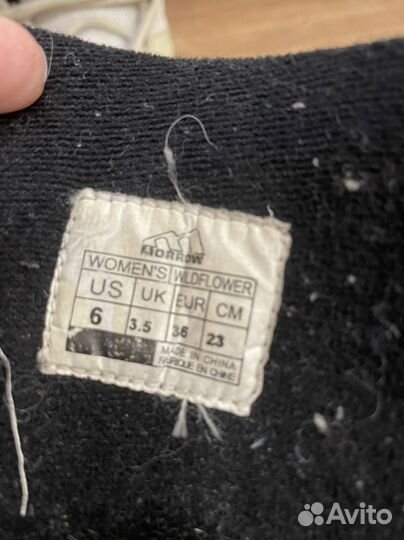 MORROW
WOMEN'S WILDFLOWER
US UK EUR CM
6 3.5 36 23
MADE IN CHINA
FABRIQUE EN CHINE
Avito